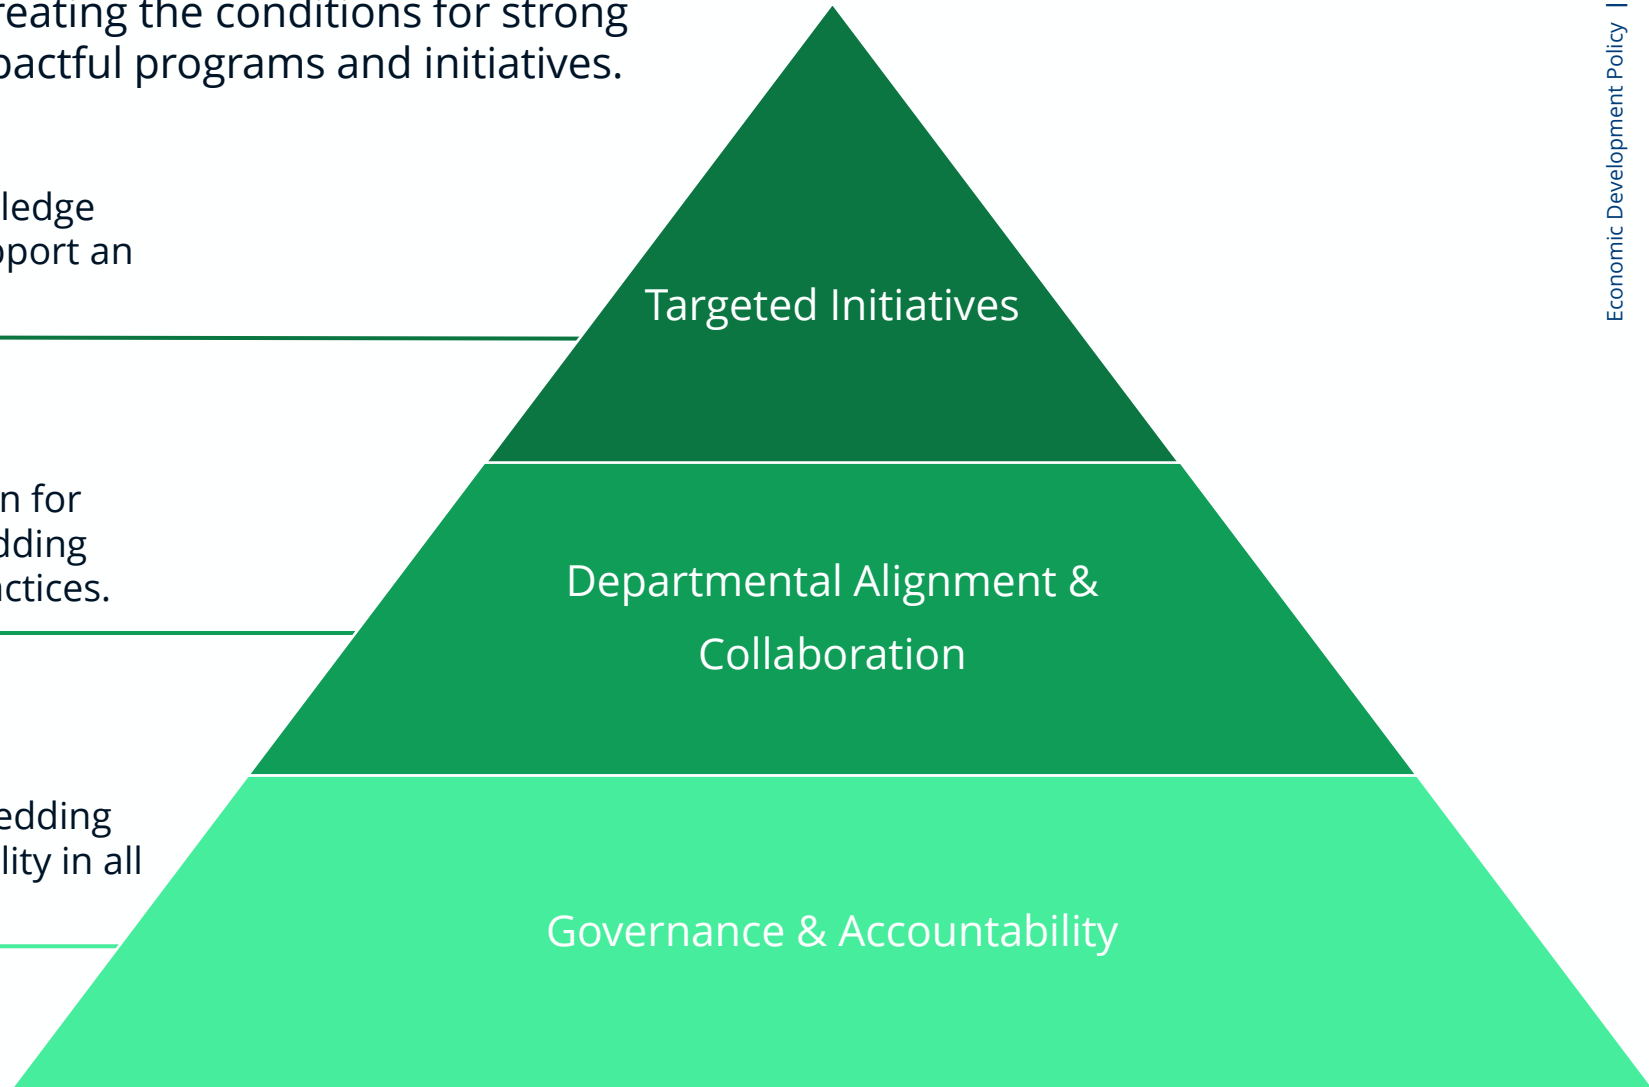 reating the conditions for strong
pactful programs and initiatives.
ledge
pport an
Targeted Initiatives
n for
dding
actices.
Departmental Alignment &
Collaboration
edding
lity in all
Governance & Accountability
Economic Development Policy |